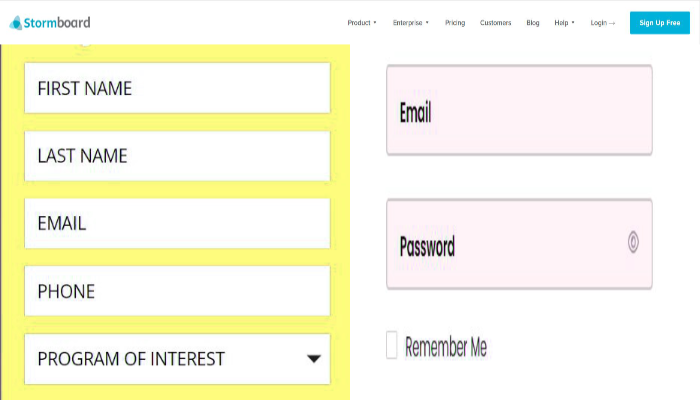 Stormboard Product Enterprise Pricing Customers Blog Help Login → Sign Up Free
FIRST NAME
LAST NAME
EMAIL
PHONE
PROGRAM OF INTEREST
Email
Password
Remember Me